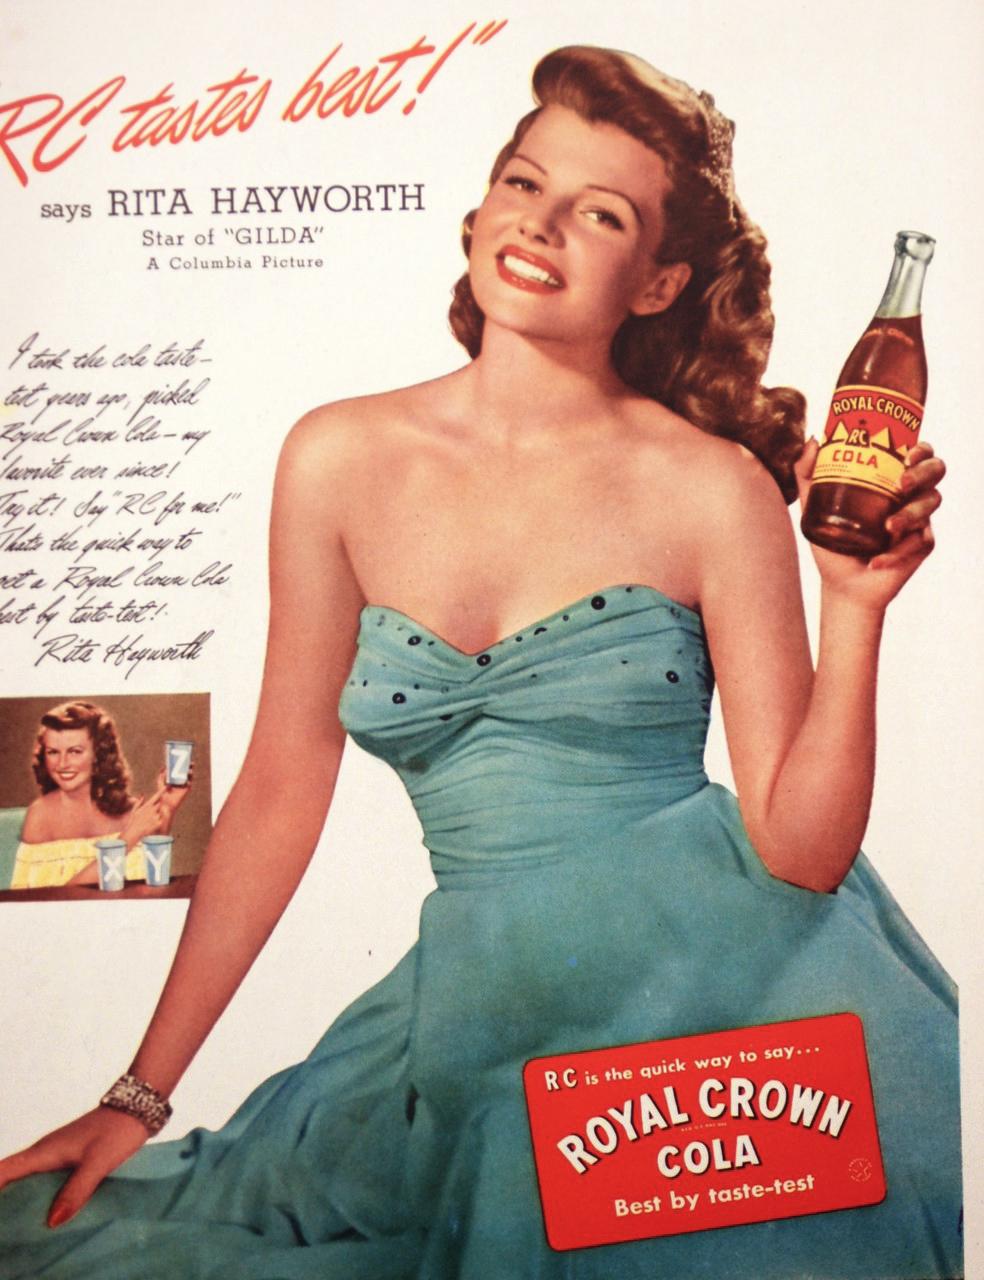 RC tastes best!"
says RITA HAYWORTH
Star of "GILDA"
A Columbia Picture
I took the cola taste-
test years ago, picked
Royal Crown Cola – my
favorite ever since!
Try it! Say "RC for me!"
That's the quick way to
get a Royal Crown Cola
best by taste-test!
Rita Hayworth
Z
X Y
ROYAL CROWN
RC
COLA
RC is the quick way to say...
ROYAL CROWN
COLA
Best by taste-test